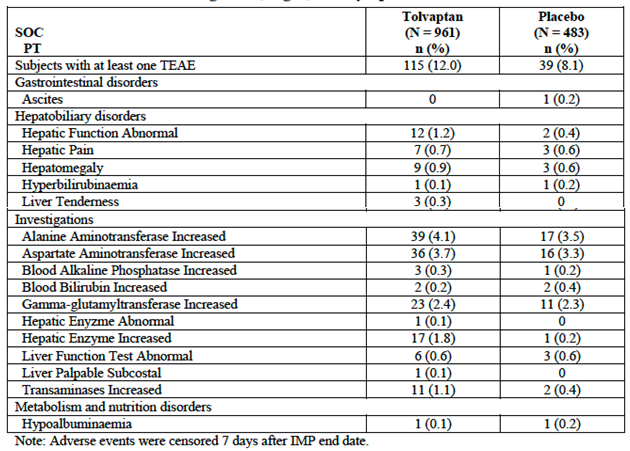 SOC
PT
Tolvaptan
(N = 961)
n (%)
Placebo
(N = 483)
n (%)
Subjects with at least one TEAE 115 (12.0) 39 (8.1)
Gastrointestinal disorders
Ascites 0 1 (0.2)
Hepatobiliary disorders
Hepatic Function Abnormal 12 (1.2) 2 (0.4)
Hepatic Pain 7 (0.7) 3 (0.6)
Hepatomegaly 9 (0.9) 3 (0.6)
Hyperbilirubinaemia 1 (0.1) 1 (0.2)
Liver Tenderness 3 (0.3) 0
Investigations
Alanine Aminotransferase Increased 39 (4.1) 17 (3.5)
Aspartate Aminotransferase Increased 36 (3.7) 16 (3.3)
Blood Alkaline Phosphatase Increased 3 (0.3) 1 (0.2)
Blood Bilirubin Increased 2 (0.2) 2 (0.4)
Gamma-glutamyltransferase Increased 23 (2.4) 11 (2.3)
Hepatic Enyzme Abnormal 1 (0.1) 0
Hepatic Enzyme Increased 17 (1.8) 1 (0.2)
Liver Function Test Abnormal 6 (0.6) 3 (0.6)
Liver Palpable Subcostal 1 (0.1) 0
Transaminases Increased 11 (1.1) 2 (0.4)
Metabolism and nutrition disorders
Hypoalbuminaemia 1 (0.1) 1 (0.2)
Note: Adverse events were censored 7 days after IMP end date.